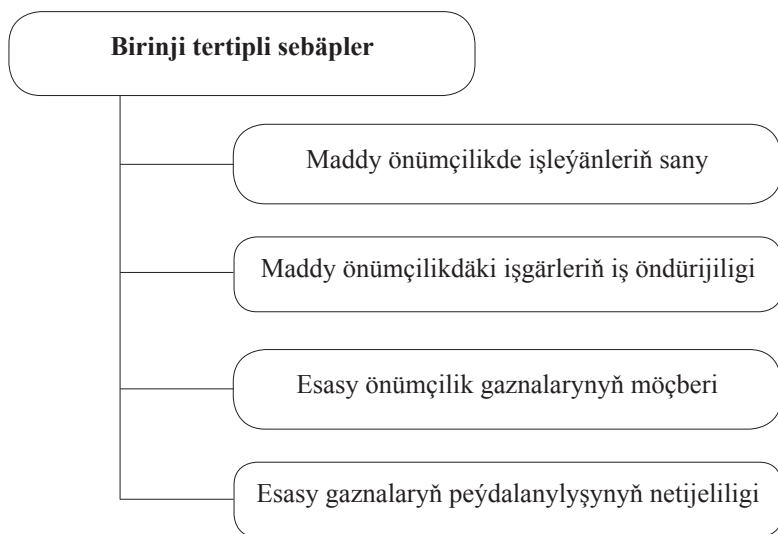 Birinji tertipli sebäpler
Maddy önümçilikde işleýänleriň sany
Maddy önümçilikdäki işgärleriň iş öndürijiligi
Esasy önümçilik gaznalarynyň möçberi
Esasy gaznalaryň peýdalanylyşynyň netijeliligi